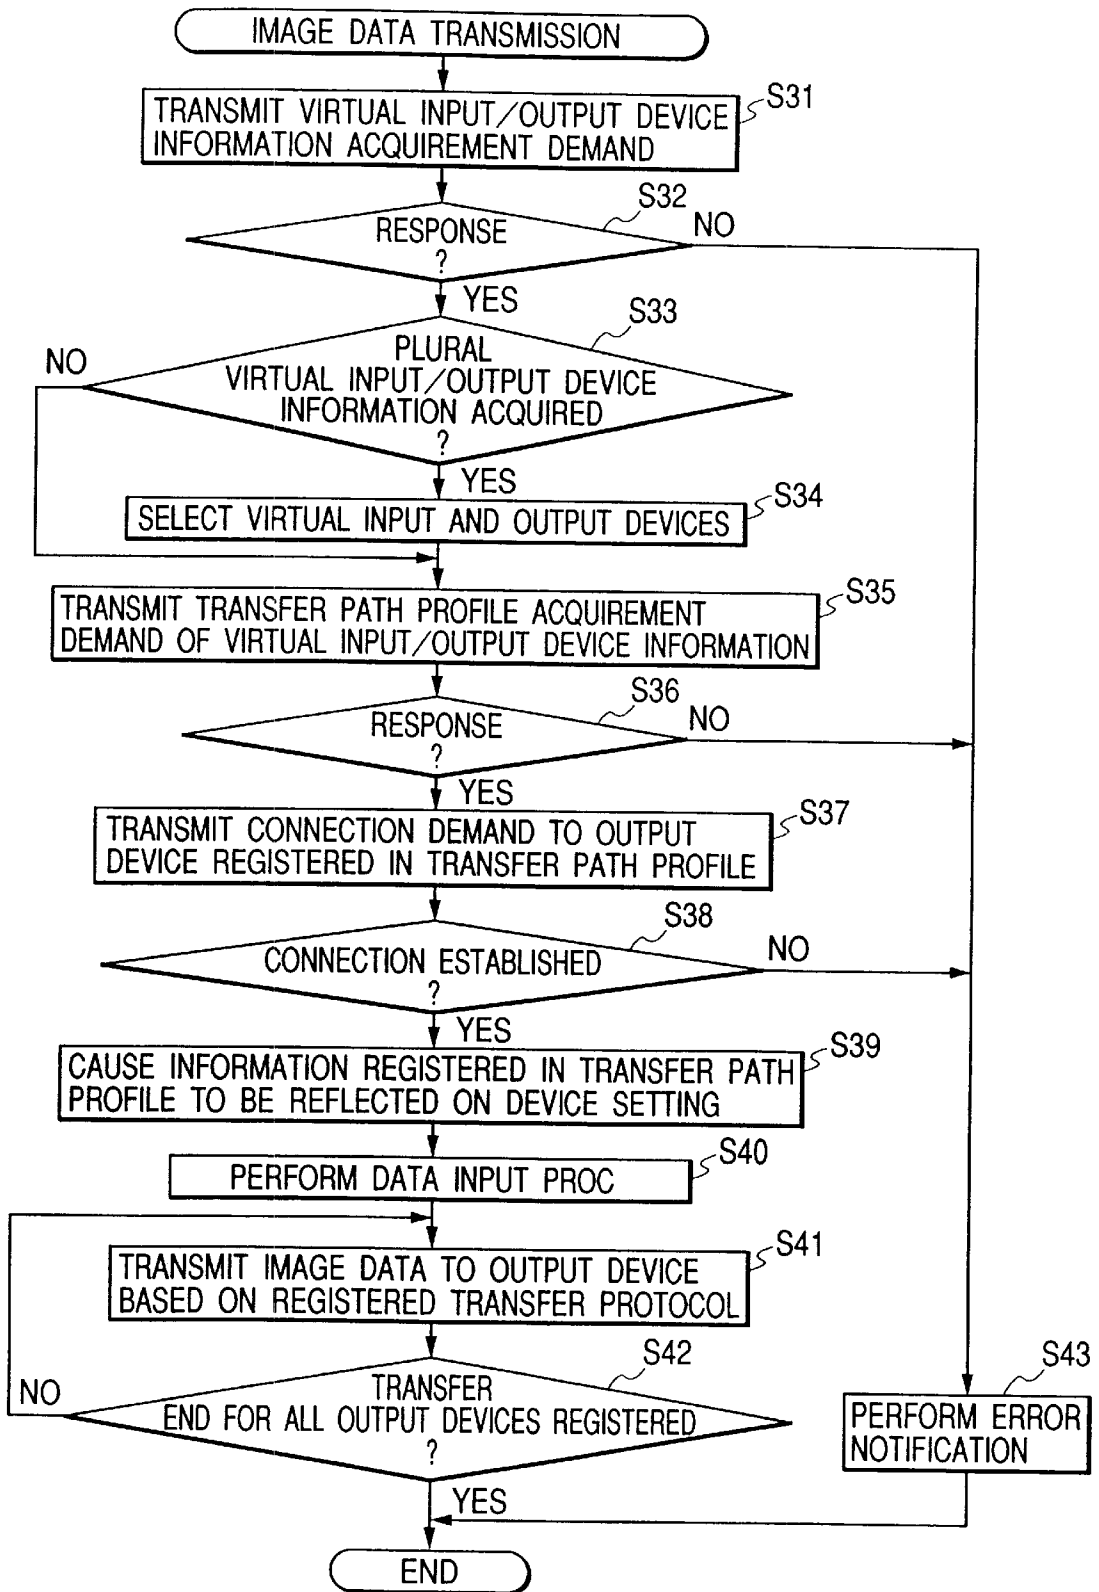 IMAGE DATA TRANSMISSION
S31
TRANSMIT VIRTUAL INPUT/OUTPUT DEVICE
INFORMATION ACQUIREMENT DEMAND
S32
RESPONSE
?
NO
YES
S33
NO
PLURAL
VIRTUAL INPUT/OUTPUT DEVICE
INFORMATION ACQUIRED
?
YES
S34
SELECT VIRTUAL INPUT AND OUTPUT DEVICES
S35
TRANSMIT TRANSFER PATH PROFILE ACQUIREMENT
DEMAND OF VIRTUAL INPUT/OUTPUT DEVICE INFORMATION
S36
RESPONSE
?
NO
YES
S37
TRANSMIT CONNECTION DEMAND TO OUTPUT
DEVICE REGISTERED IN TRANSFER PATH PROFILE
S38
CONNECTION ESTABLISHED
?
NO
YES
S39
CAUSE INFORMATION REGISTERED IN TRANSFER PATH
PROFILE TO BE REFLECTED ON DEVICE SETTING
S40
PERFORM DATA INPUT PROC
S41
TRANSMIT IMAGE DATA TO OUTPUT DEVICE
BASED ON REGISTERED TRANSFER PROTOCOL
S42
NO
TRANSFER
END FOR ALL OUTPUT DEVICES REGISTERED
?
YES
S43
PERFORM ERROR
NOTIFICATION
END